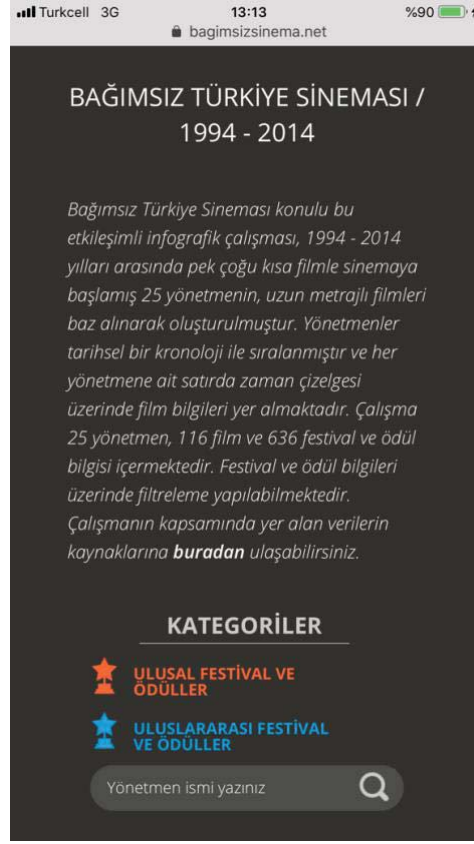 Turkcell 3G 13:13 %90
bagimsizsinema.net
BAĞIMSIZ TÜRKİYE SİNEMASI /
1994 - 2014
Bağımsız Türkiye Sineması konulu bu
etkileşimli infografik çalışması, 1994 - 2014
yılları arasında pek çoğu kısa filmle sinemaya
başlamış 25 yönetmenin, uzun metrajlı filmleri
baz alınarak oluşturulmuştur. Yönetmenler
tarihsel bir kronoloji ile sıralanmıştır ve her
yönetmene ait satırda zaman çizelgesi
üzerinde film bilgileri yer almaktadır. Çalışma
25 yönetmen, 116 film ve 636 festival ve ödül
bilgisi içermektedir. Festival ve ödül bilgileri
üzerinde filtreleme yapılabilmektedir.
Çalışmanın kapsamında yer alan verilerin
kaynaklarına buradan ulaşabilirsiniz.
KATEGORİLER
ULUSAL FESTİVAL VE
ÖDÜLLER
ULUSLARARASI FESTİVAL
VE ÖDÜLLER
Yönetmen ismi yazınız